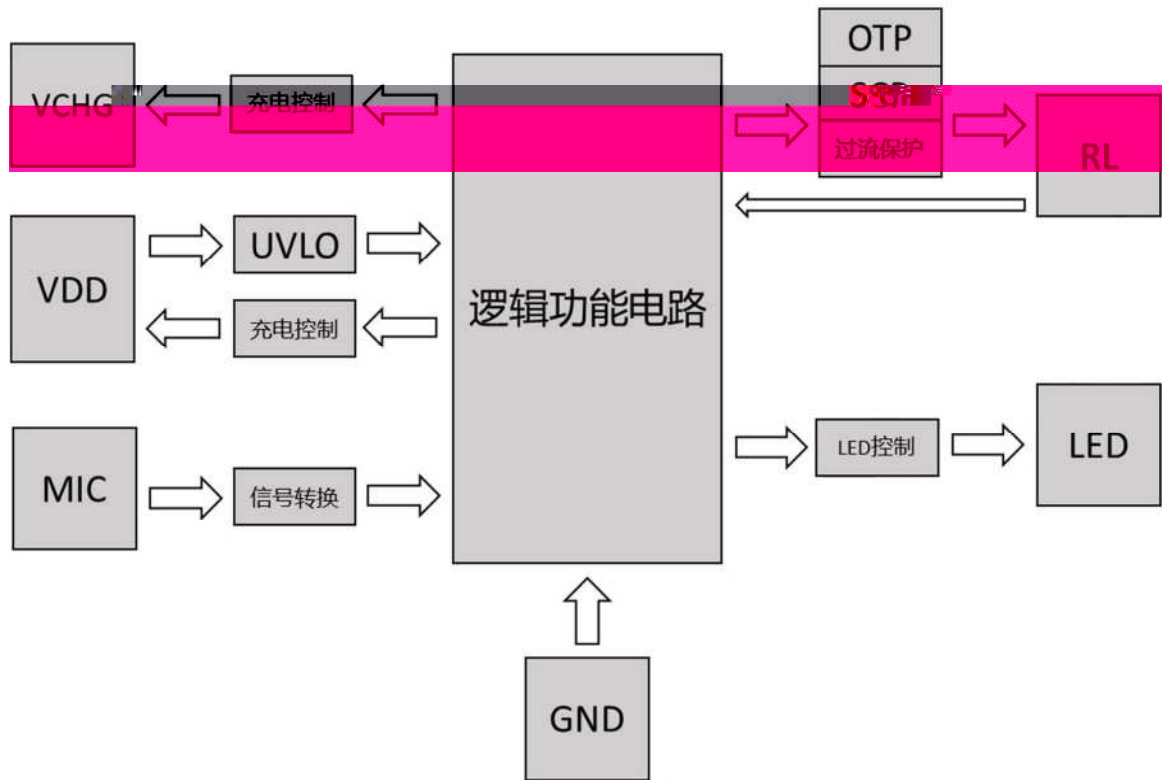 OTP
VCHG
充电控制
过流保护
RL
VDD
UVLO
充电控制
逻辑功能电路
MIC
信号转换
LED控制
LED
GND